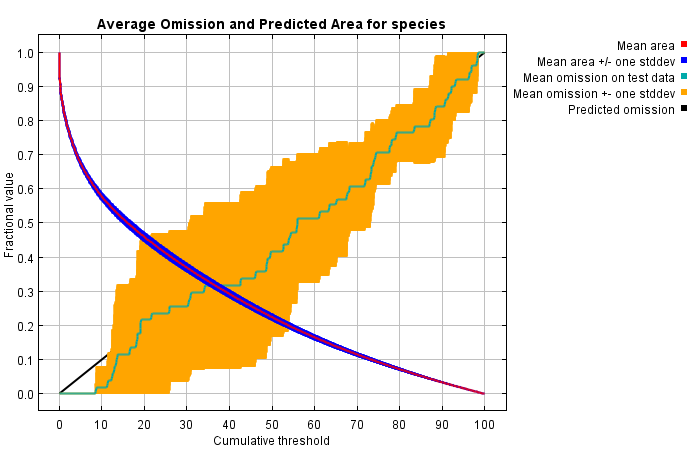 Average Omission and Predicted Area for species
Mean area
Mean area +/- one stddev
Mean omission on test data
Mean omission +- one stddev
Predicted omission
Fractional value
1.0
0.9
0.8
0.7
0.6
0.5
0.4
0.3
0.2
0.1
0.0
0 10 20 30 40 50 60 70 80 90 100
Cumulative threshold